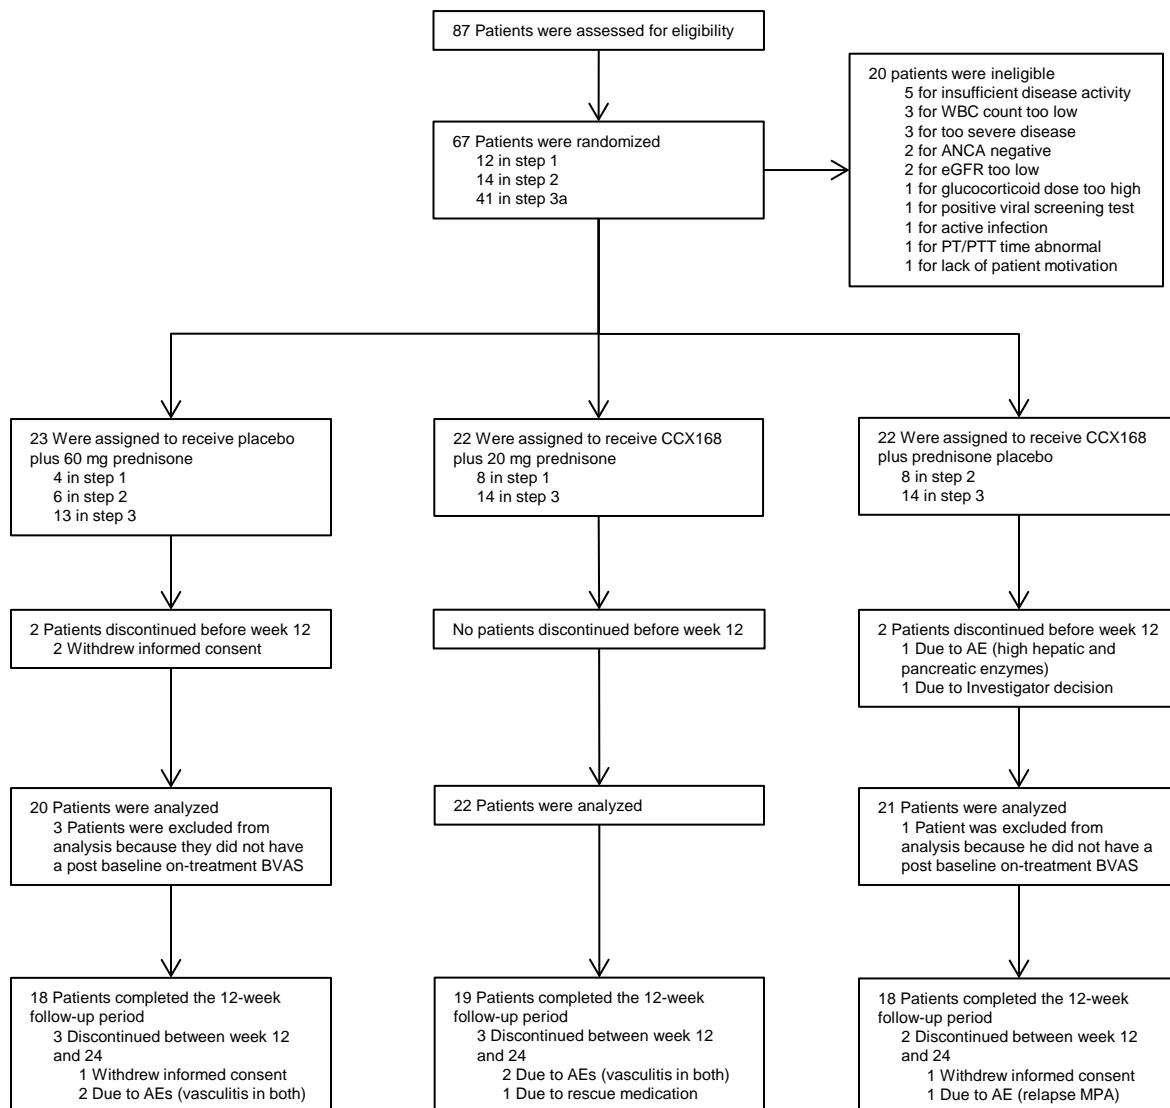 87 Patients were assessed for eligibility
20 patients were ineligible
5 for insufficient disease activity
3 for WBC count too low
3 for too severe disease
2 for ANCA negative
2 for eGFR too low
1 for glucocorticoid dose too high
1 for positive viral screening test
1 for active infection
1 for PT/PTT time abnormal
1 for lack of patient motivation
67 Patients were randomized
12 in step 1
14 in step 2
41 in step 3a
23 Were assigned to receive placebo
plus 60 mg prednisone
4 in step 1
6 in step 2
13 in step 3
22 Were assigned to receive CCX168
plus 20 mg prednisone
8 in step 1
14 in step 3
22 Were assigned to receive CCX168
plus prednisone placebo
8 in step 2
14 in step 3
2 Patients discontinued before week 12
2 Withdrew informed consent
No patients discontinued before week 12
2 Patients discontinued before week 12
1 Due to AE (high hepatic and
pancreatic enzymes)
1 Due to Investigator decision
20 Patients were analyzed
3 Patients were excluded from
analysis because they did not have
a post baseline on-treatment BVAS
22 Patients were analyzed
21 Patients were analyzed
1 Patient was excluded from
analysis because he did not have a
post baseline on-treatment BVAS
18 Patients completed the 12-week
follow-up period
3 Discontinued between week 12
and 24
1 Withdrew informed consent
2 Due to AEs (vasculitis in both)
19 Patients completed the 12-week
follow-up period
3 Discontinued between week 12
and 24
2 Due to AEs (vasculitis in both)
1 Due to rescue medication
18 Patients completed the 12-week
follow-up period
2 Discontinued between week 12
and 24
1 Withdrew informed consent
1 Due to AE (relapse MPA)